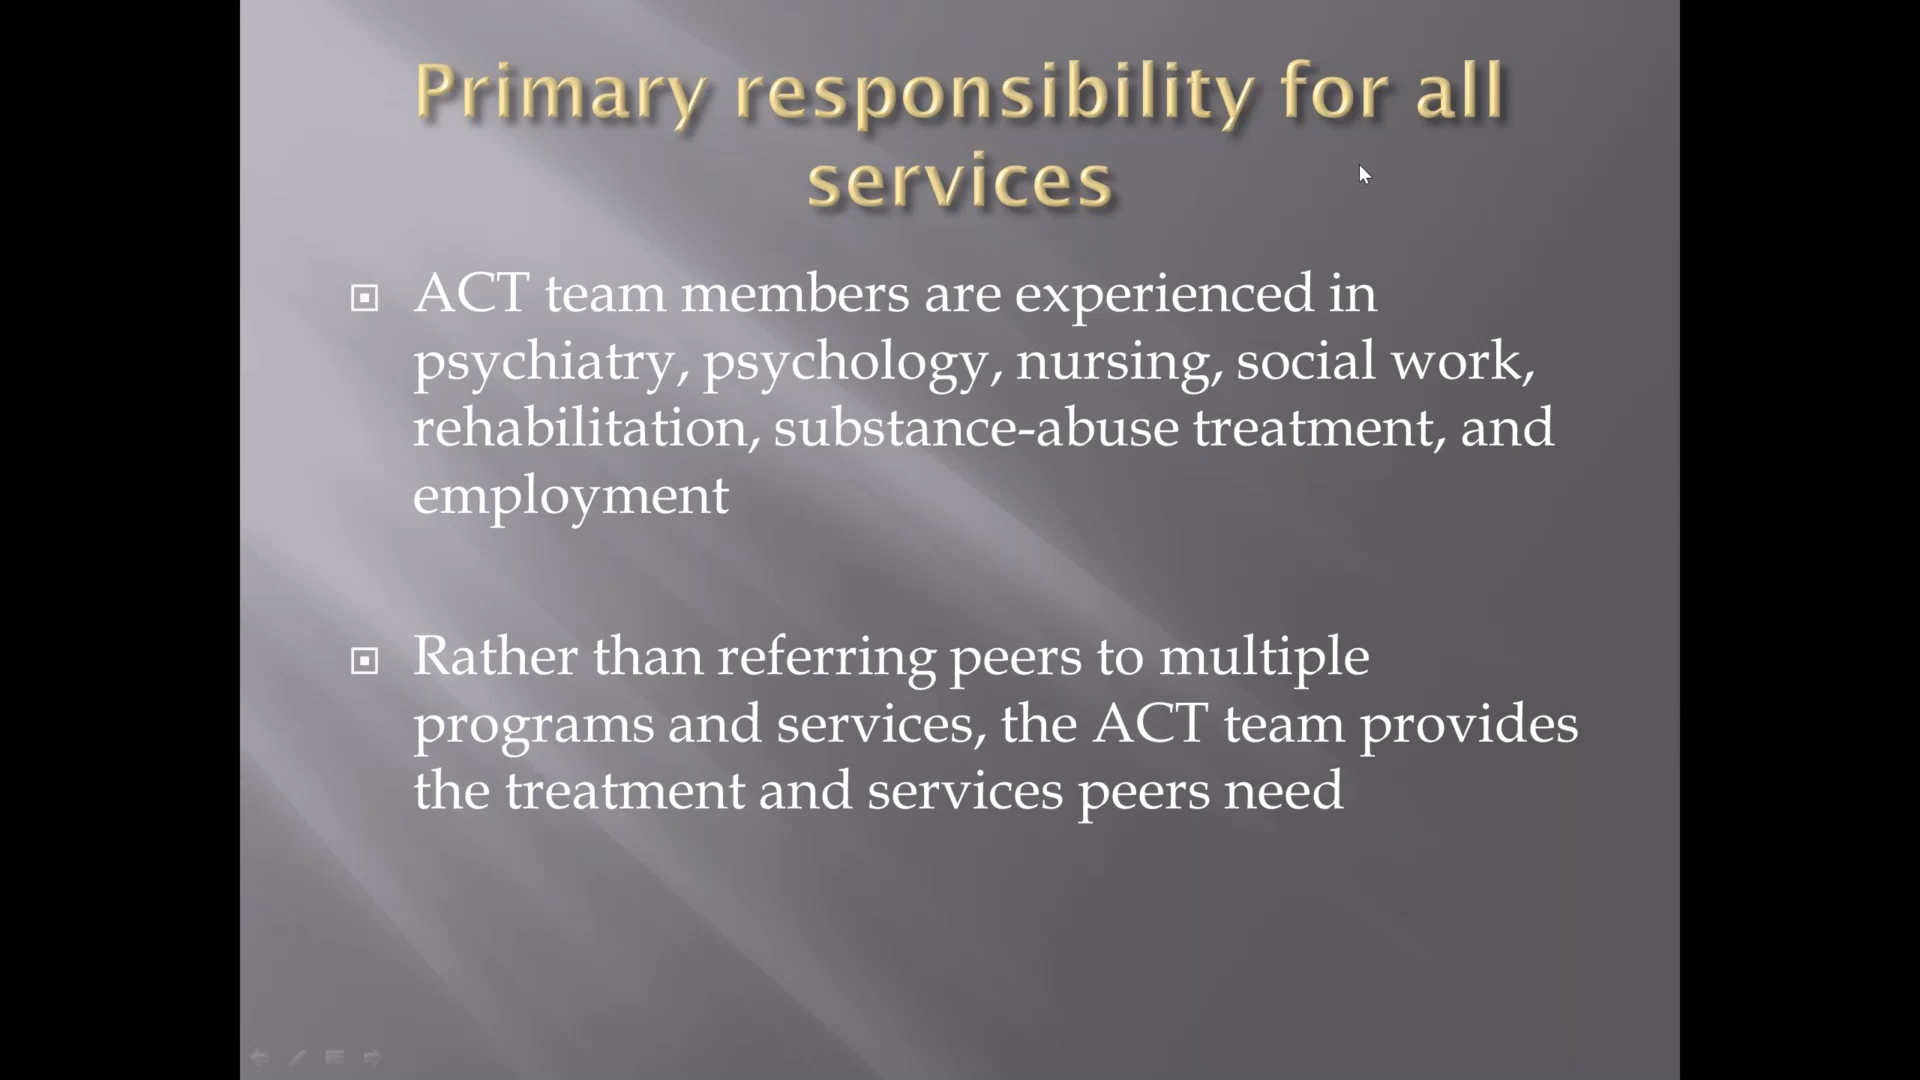 Primary responsibility for all
services
ACT team members are experienced in
psychiatry, psychology, nursing, social work,
rehabilitation, substance-abuse treatment, and
employment
Rather than referring peers to multiple
programs and services, the ACT team provides
the treatment and services peers need